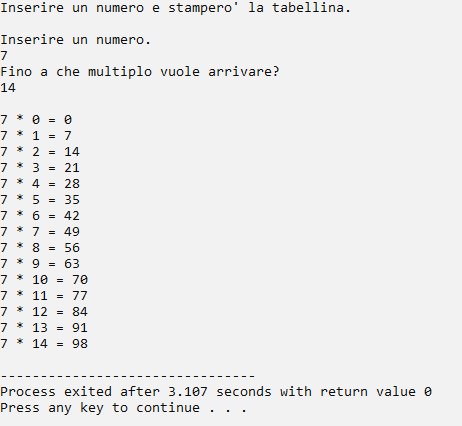 Inserire un numero e stampero' la tabellina.
Inserire un numero.
7
Fino a che multiplo vuole arrivare?
14
7 * 0 = 0
7 * 1 = 7
7 * 2 = 14
7 * 3 = 21
7 * 4 = 28
7 * 5 = 35
7 * 6 = 42
7 * 7 = 49
7 * 8 = 56
7 * 9 = 63
7 * 10 = 70
7 * 11 = 77
7 * 12 = 84
7 * 13 = 91
7 * 14 = 98
--------------------------------
Process exited after 3.107 seconds with return value 0
Press any key to continue . . .